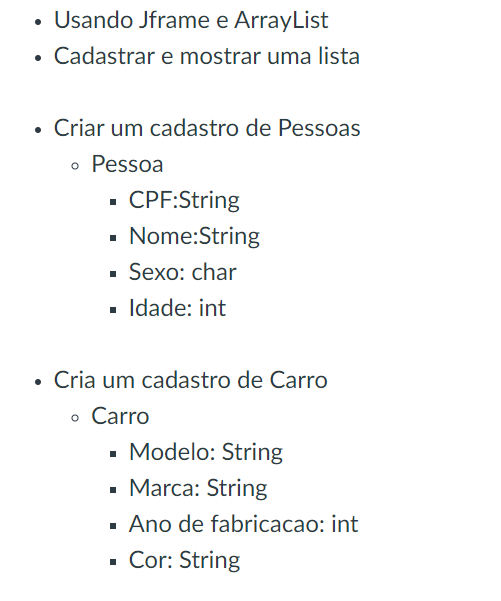 Usando Jframe e ArrayList
Cadastrar e mostrar uma lista
Criar um cadastro de Pessoas
Pessoa
CPF:String
Nome:String
Sexo: char
Idade: int
Cria um cadastro de Carro
Carro
Modelo: String
Marca: String
Ano de fabricacao: int
Cor: String